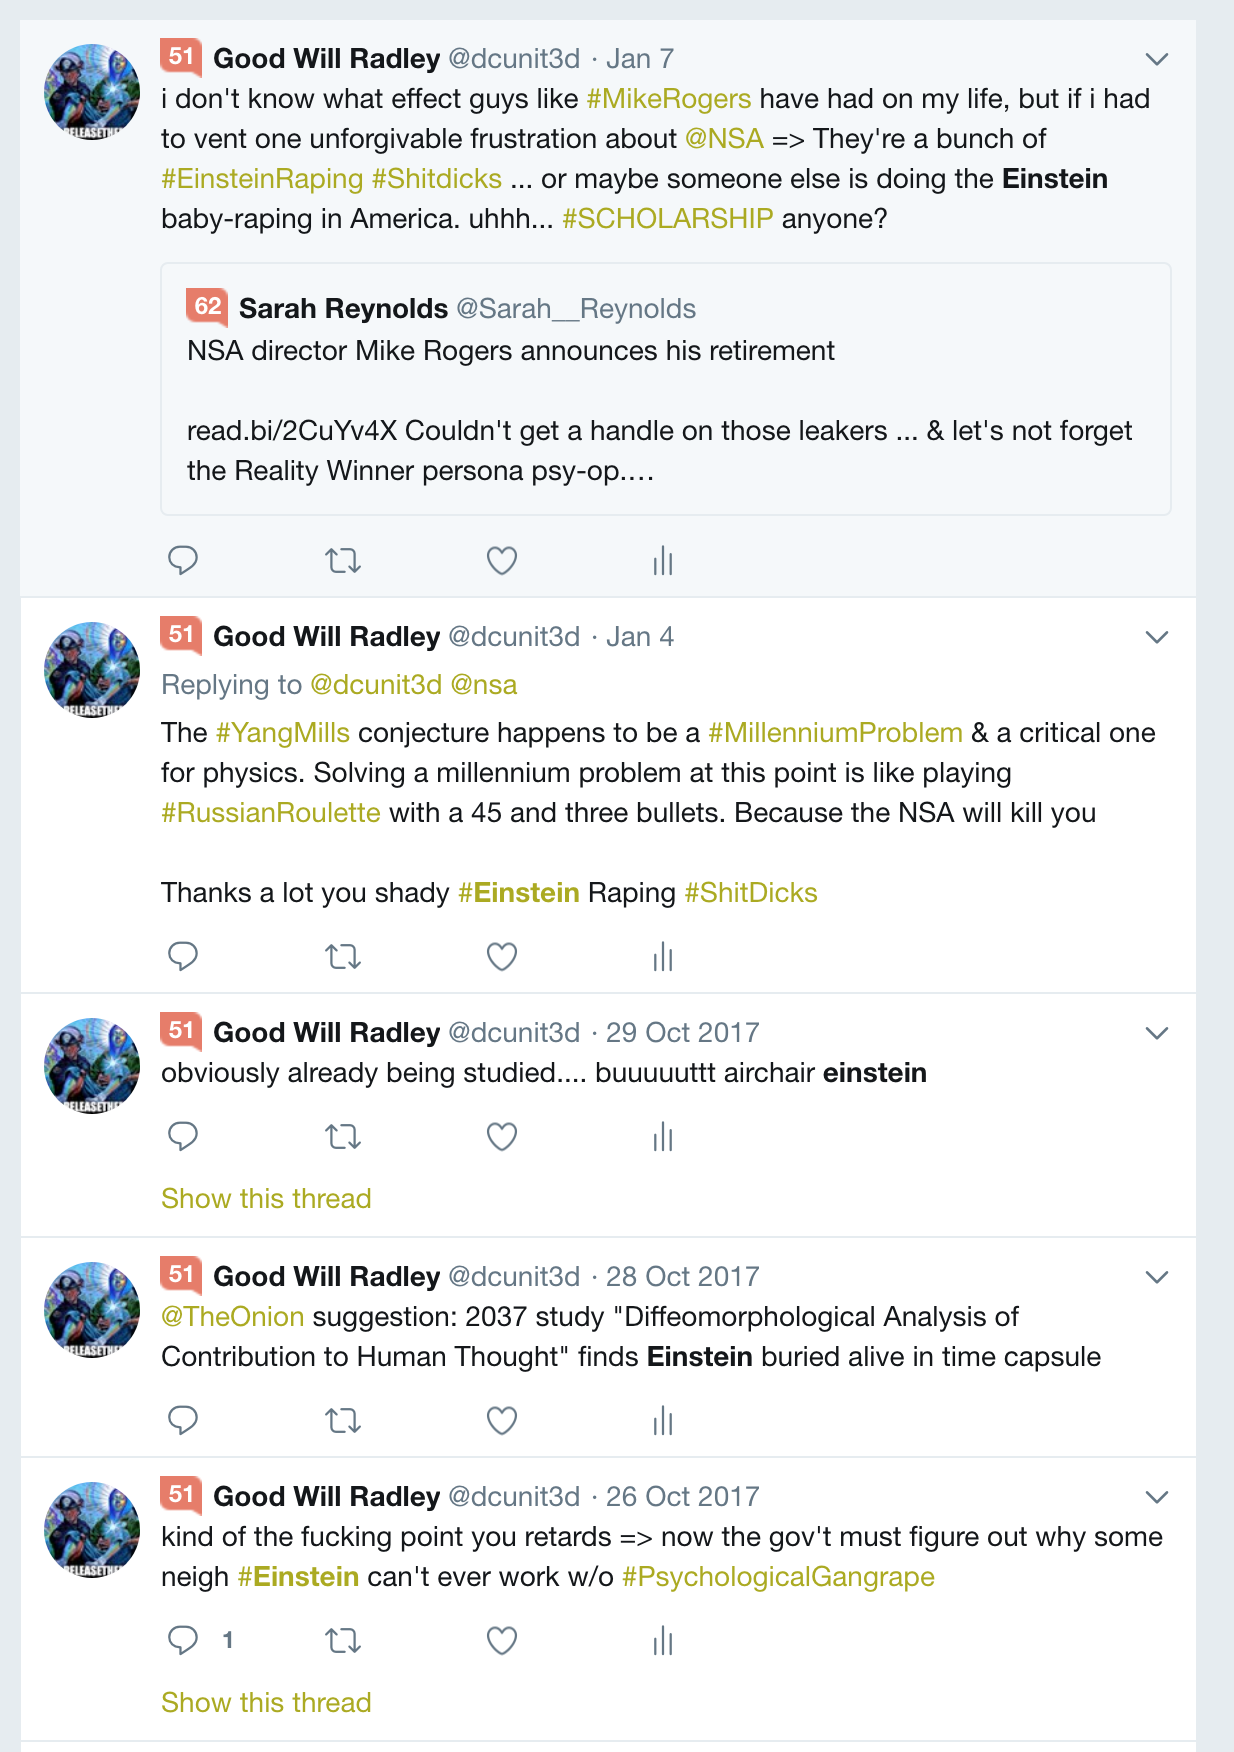 51 Good Will Radley @dcunit3d · Jan 7
i don't know what effect guys like #MikeRogers have had on my life, but if i had
to vent one unforgivable frustration about @NSA => They're a bunch of
#EinsteinRaping #Shitdicks ... or maybe someone else is doing the Einstein
baby-raping in America. uhhh... #SCHOLARSHIP anyone?
62 Sarah Reynolds @Sarah__Reynolds
NSA director Mike Rogers announces his retirement
read.bi/2CuYv4X Couldn't get a handle on those leakers ... & let's not forget
the Reality Winner persona psy-op....
51 Good Will Radley @dcunit3d · Jan 4
Replying to @dcunit3d @nsa
The #YangMills conjecture happens to be a #MillenniumProblem & a critical one
for physics. Solving a millennium problem at this point is like playing
#RussianRoulette with a 45 and three bullets. Because the NSA will kill you
Thanks a lot you shady #Einstein Raping #ShitDicks
51 Good Will Radley @dcunit3d · 29 Oct 2017
obviously already being studied.... buuuuuttt airchair einstein
Show this thread
51 Good Will Radley @dcunit3d · 28 Oct 2017
@TheOnion suggestion: 2037 study "Diffeomorphological Analysis of
Contribution to Human Thought" finds Einstein buried alive in time capsule
51 Good Will Radley @dcunit3d · 26 Oct 2017
kind of the fucking point you retards => now the gov't must figure out why some
neigh #Einstein can't ever work w/o #PsychologicalGangrape
1
Show this thread